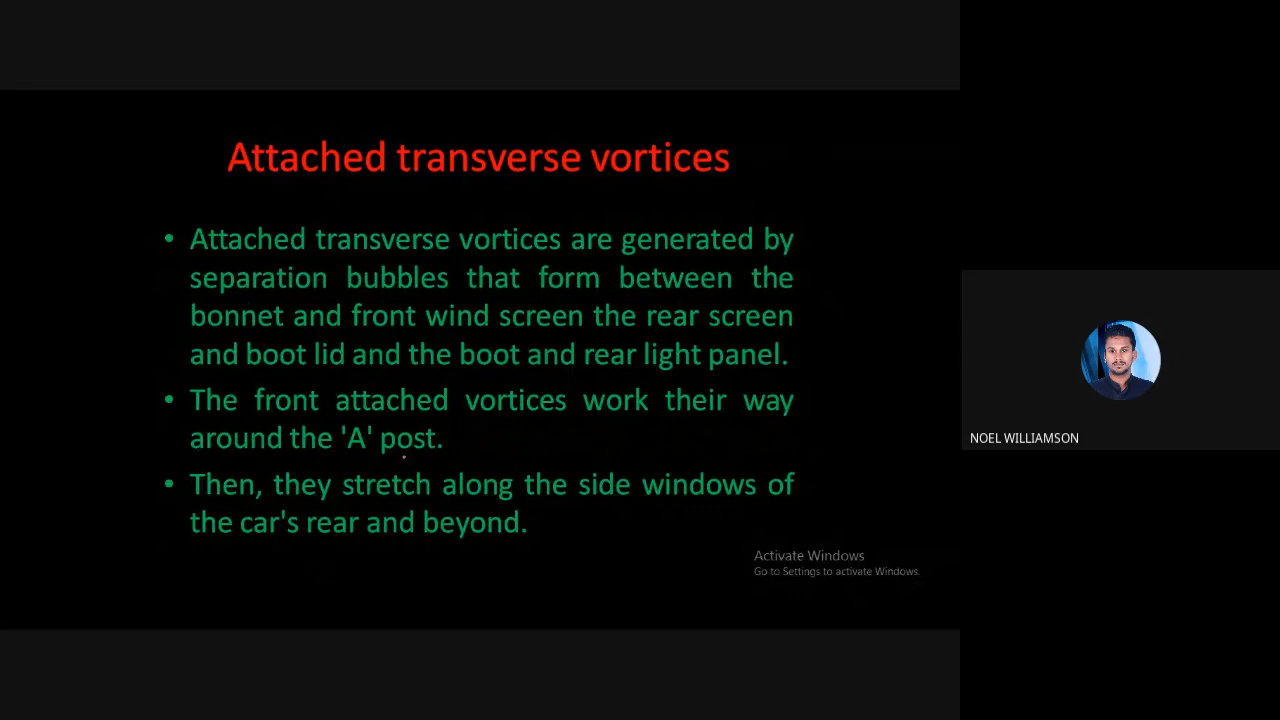 Attached transverse vortices
• Attached transverse vortices are generated by
separation bubbles that form between the
bonnet and front wind screen the rear screen
and boot lid and the boot and rear light panel.
• The front attached vortices work their way
around the 'A' post.
• Then, they stretch along the side windows of
the car's rear and beyond.
Activate Windows
Go to Settings to activate Windows.
NOEL WILLIAMSON